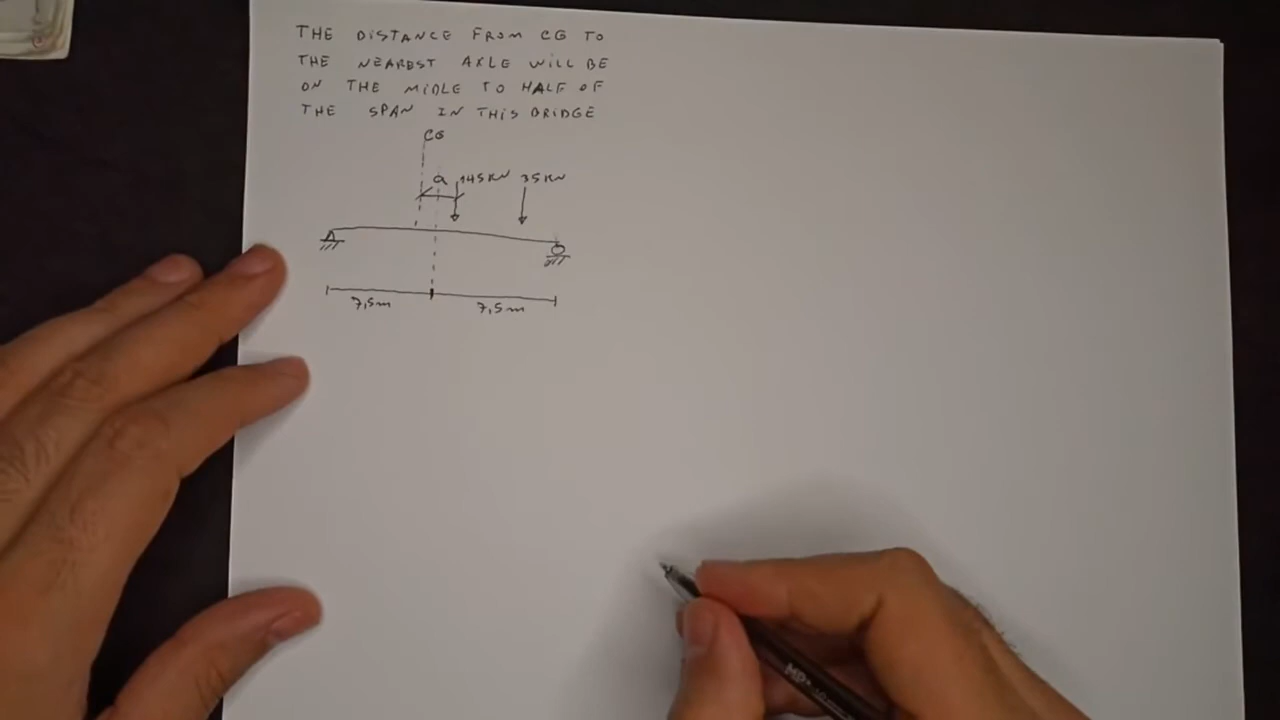 THE DISTANCE FROM CG TO
THE NEAREST AXLE WILL BE
ON THE MIDLE TO HALF OF
THE SPAN IN THIS BRIDGE
CG
a 145KN 35KN
7,5m 7,5m